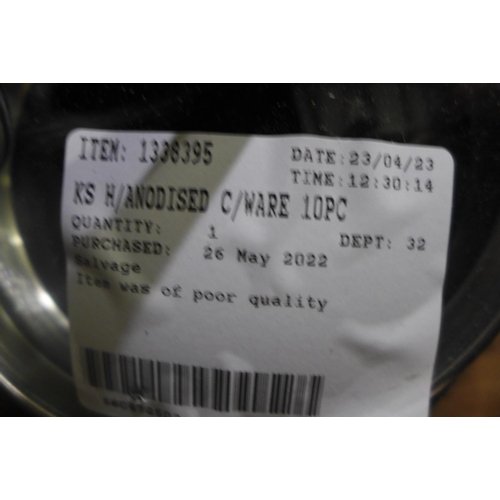 ITEM: 1338395
DATE:23/04/23
TIME:12:30:14
KS H/ANODISED C/WARE 10PC
QUANTITY: 1
DEPT: 32
PURCHASED: 26 May 2022
Salvage
Item was of poor quality